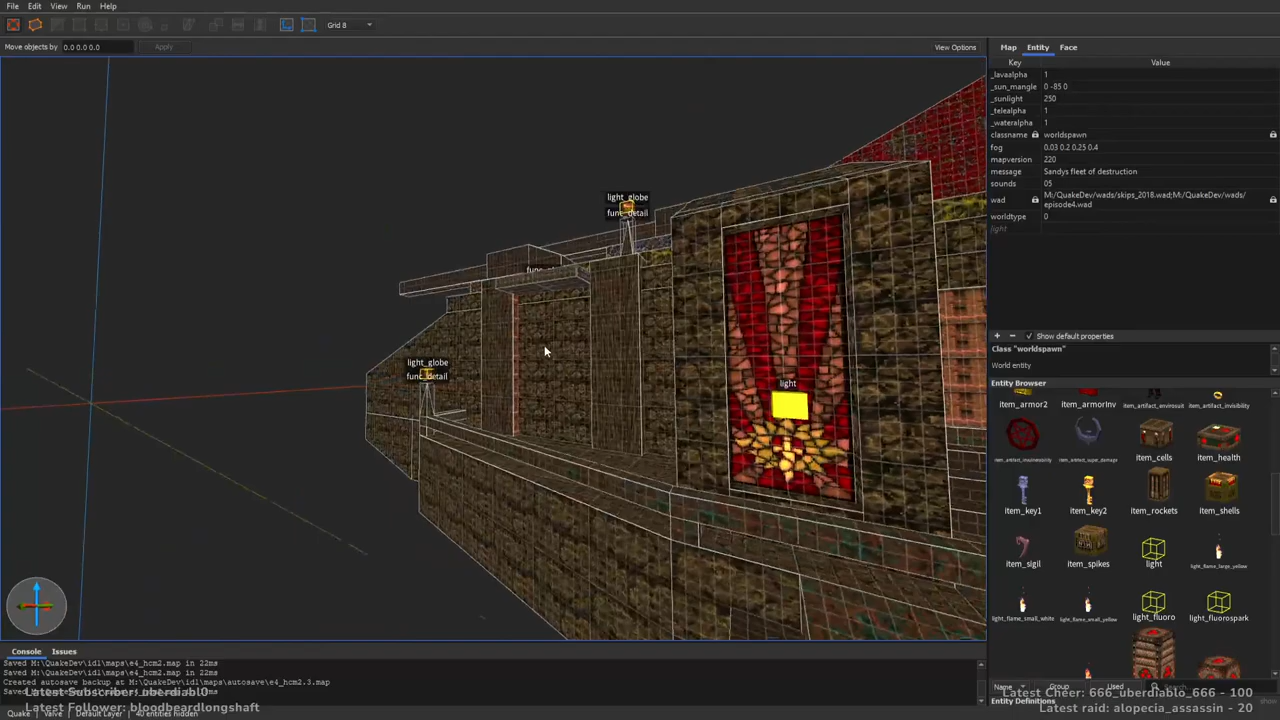 File Edit View Run Help
Grid 8
Move objects by 0.0 0.0 0.0 Apply View Options
Map Entity Face
Key Value
_lavaalpha 1
_sun_mangle 0 -85 0
_sunlight 250
_telealpha 1
_wateralpha 1
classname worldspawn
fog 0.03 0.2 0.25 0.4
mapversion 220
message Sandys fleet of destruction
sounds 05
wad M:/QuakeDev/wads/skips_2018.wad;M:/QuakeDev/wads/
episode4.wad
worldtype 0
light
light_globe
func_detail
light_globe
func_detail
light
Show default properties
Class "worldspawn"
World entity
Entity Browser
item_armor2 item_armorInv item_artifact_envirosuit item_artifact_invisibility
item_artifact_invulnerability item_artifact_super_damage item_cells item_health
item_key1 item_key2 item_rockets item_shells
item_sigil item_spikes light light_flame_large_yellow
light_flame_small_white light_flame_small_yellow light_fluoro light_fluorospark
Name Group Used Search
Entity Definitions
Console Issues
Saved M:\QuakeDev\id1\maps\e4_hcm2.map in 22ms
Saved M:\QuakeDev\id1\maps\e4_hcm2.map in 22ms
Created autosave backup at M:\QuakeDev\id1\maps\autosave\e4_hcm2.3.map
Latest Follower: bloodbeardlongshaft
Quake Valve Default Layer 40 entities hidden
Latest Cheer: 666_uberdiablo_666 - 100
Latest raid: alopecia_assassin - 20